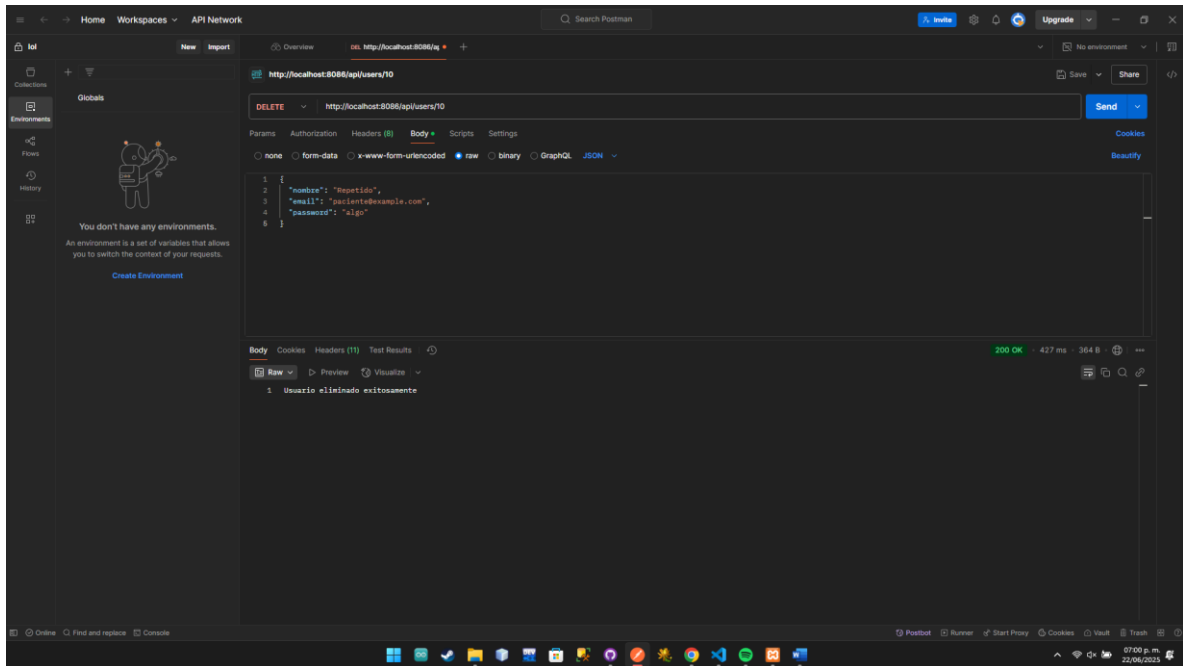 Home Workspaces API Network Search Postman Invite Upgrade
lol New Import Overview DEL http://localhost:8086/ap No environment
Collections
Environments
Flows
History
Globals
You don't have any environments.
An environment is a set of variables that allows
you to switch the context of your requests.
Create Environment
http://localhost:8086/api/users/10 Save Share
DELETE http://localhost:8086/api/users/10 Send
Params Authorization Headers (8) Body Scripts Settings Cookies
none form-data x-www-form-urlencoded raw binary GraphQL JSON Beautify
1 {
2 "nombre": "Repetido",
3 "email": "paciente@example.com",
4 "password": "algo"
5 }
Body Cookies Headers (11) Test Results 200 OK 427 ms 364 B
Raw Preview Visualize
1 Usuario eliminado exitosamente
Online Find and replace Console Postbot Runner Start Proxy Cookies Vault Trash
07:00 p. m.
22/06/2025